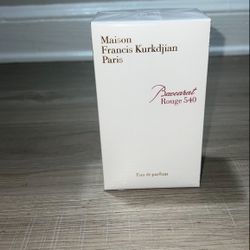 Maison
Francis Kurkdjian
Paris
Baccarat
Rouge 540
Eau de parfum